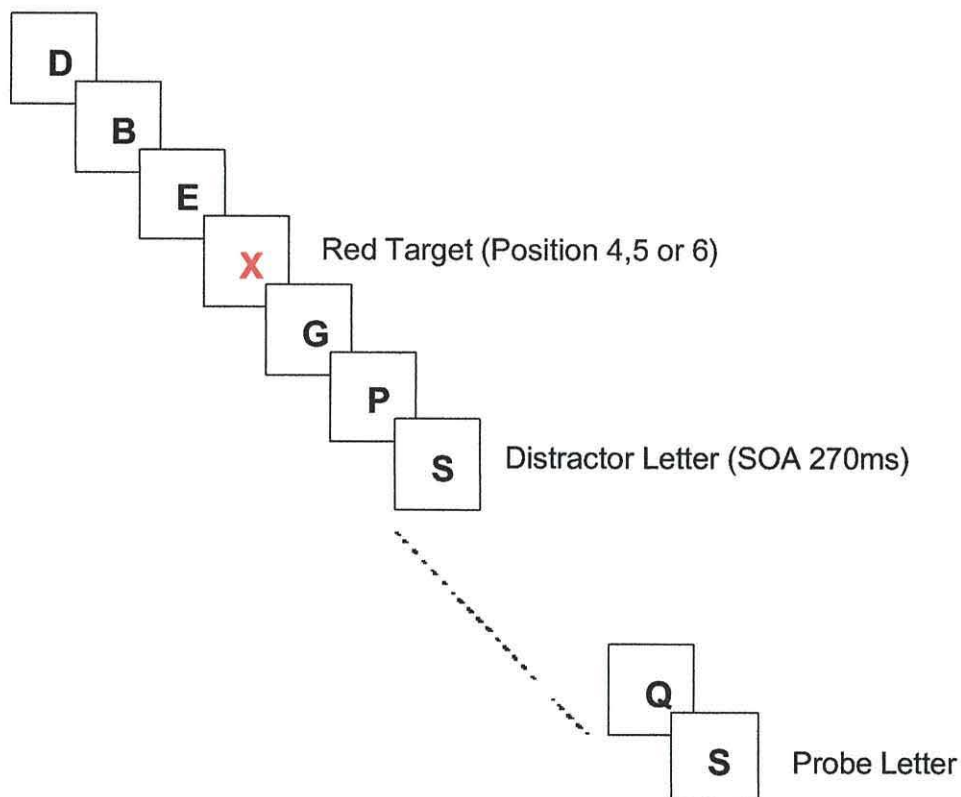 D
B
E
X
Red Target (Position 4,5 or 6)
G
P
S
Distractor Letter (SOA 270ms)
Q
S
Probe Letter